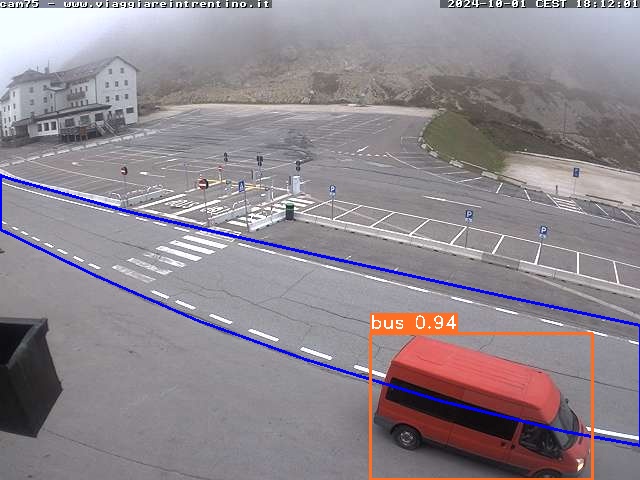 cam75 - www.viaggiareintrentino.it
2024-10-01 CEST 18:12:01
P
P
P
bus 0.94